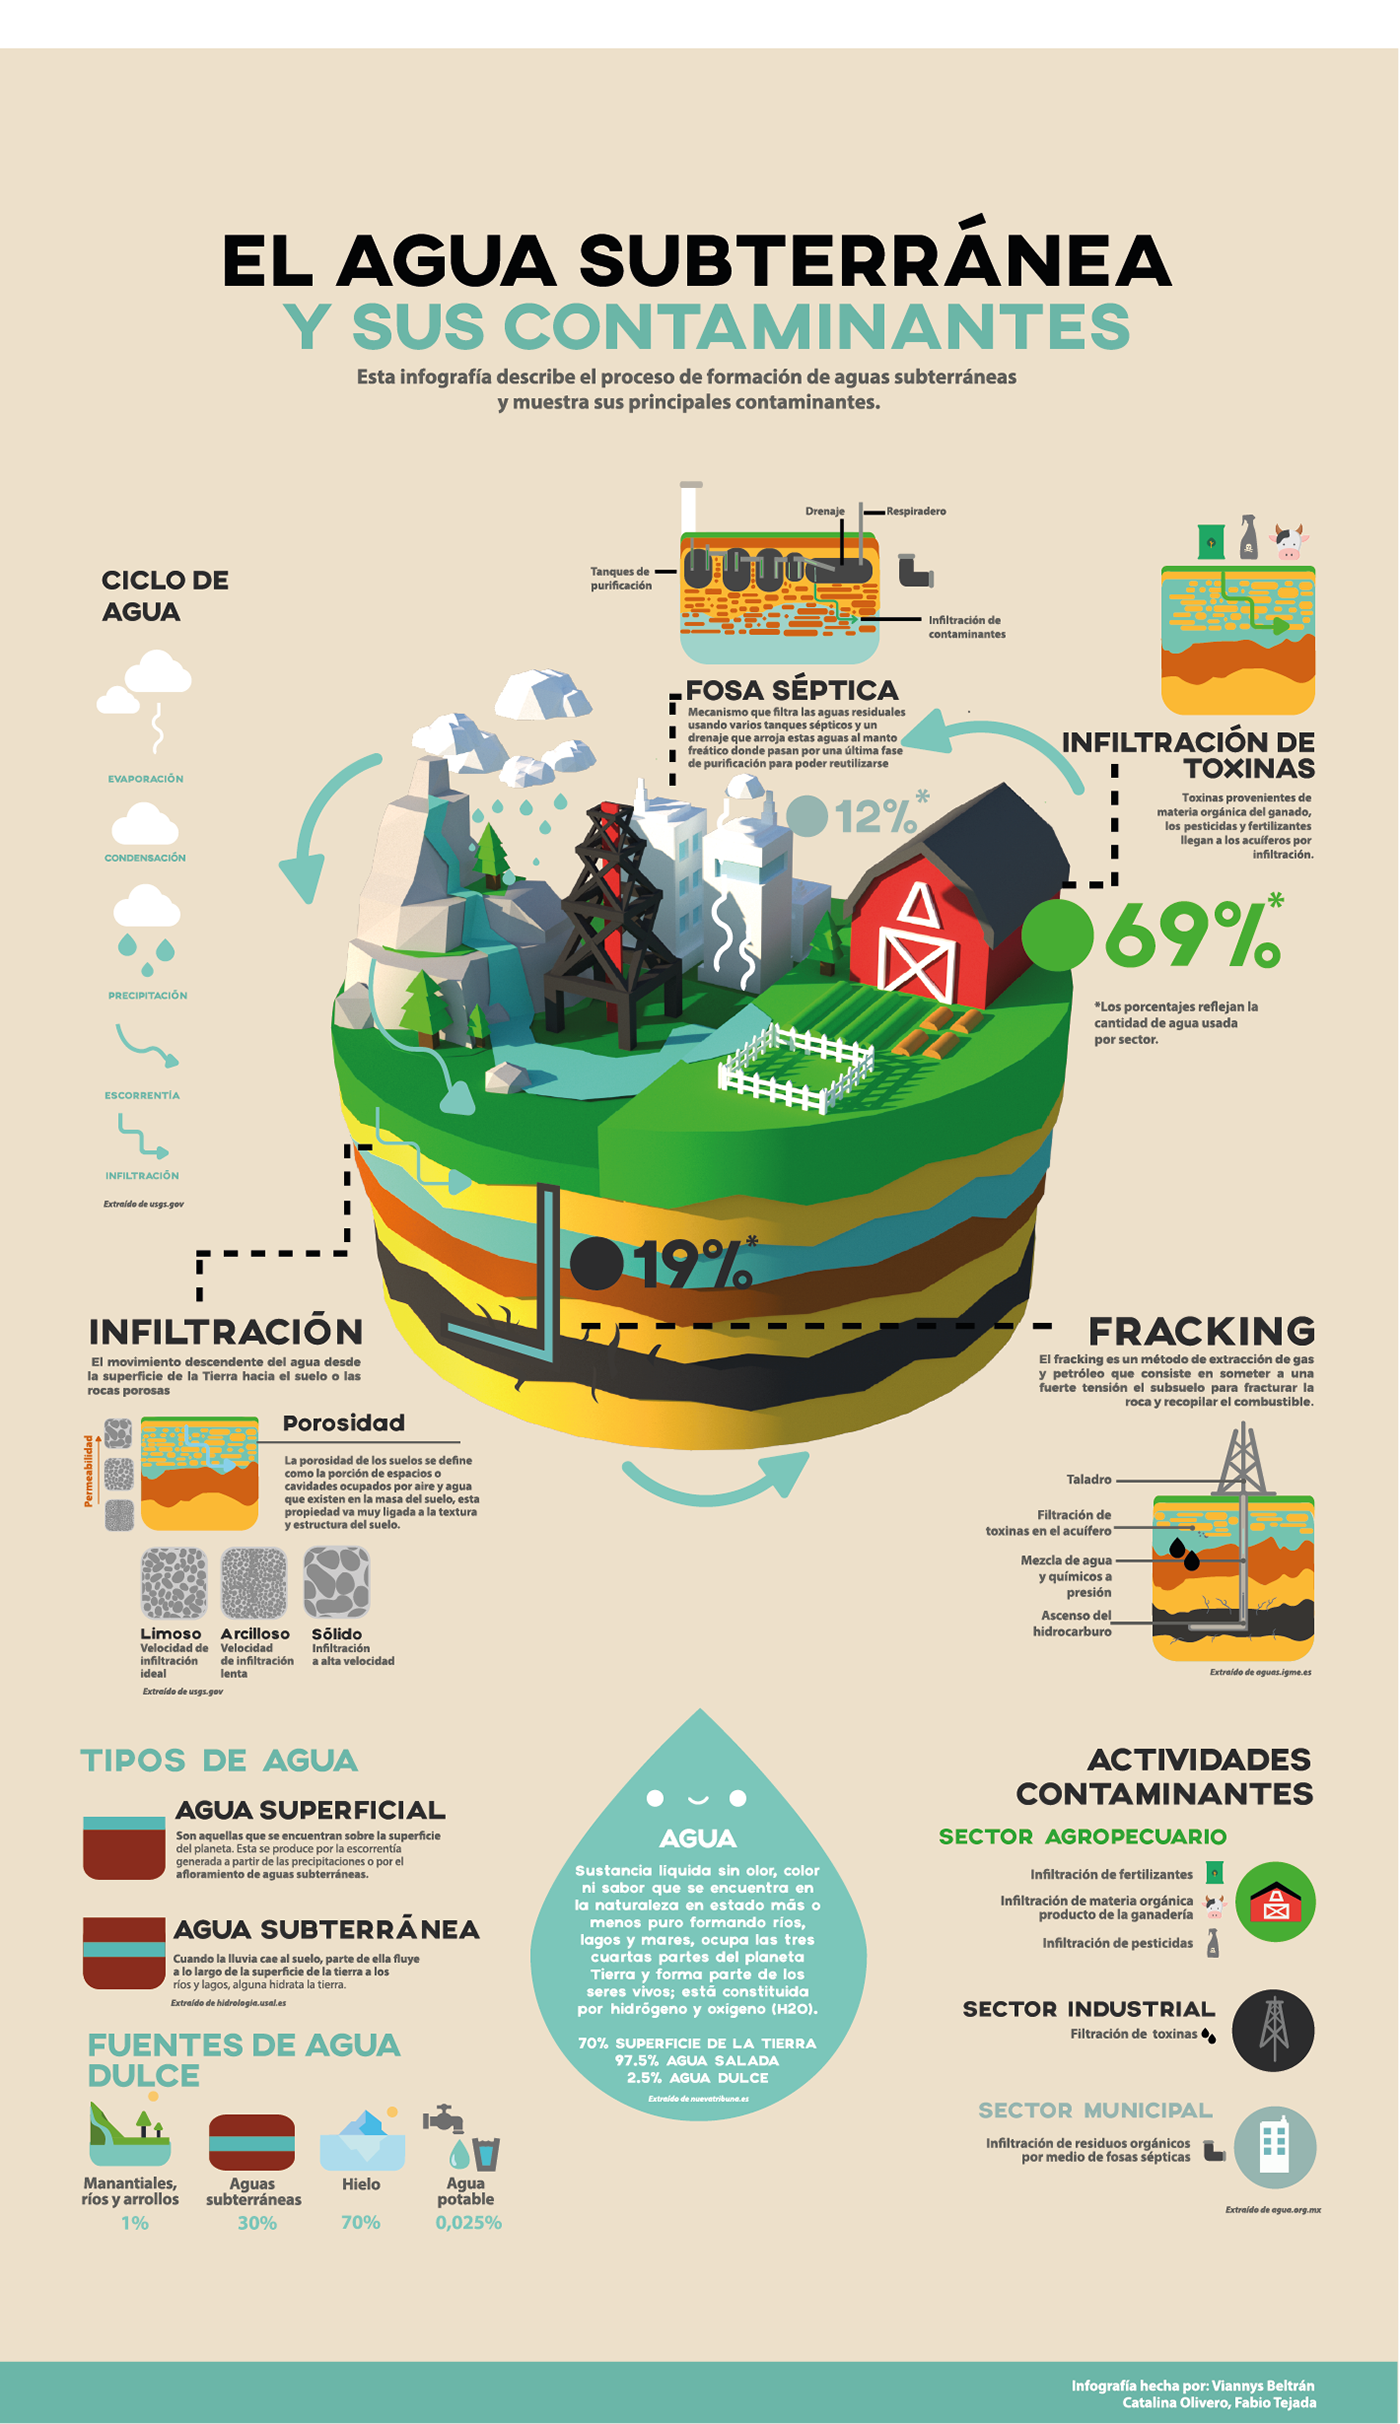 EL AGUA SUBTERRÁNEA
Y SUS CONTAMINANTES
Esta infografía describe el proceso de formación de aguas subterráneas
y muestra sus principales contaminantes.
CICLO DE
AGUA
EVAPORACIÓN
CONDENSACIÓN
PRECIPITACIÓN
ESCORRENTÍA
INFILTRACIÓN
Extraído de usgs.gov
Drenaje
Respiradero
Tanques de
purificación
Infiltración de
contaminantes
FOSA SÉPTICA
Mecanismo que filtra las aguas residuales
usando varios tanques sépticos y un
drenaje que arroja estas aguas al manto
freático donde pasan por una última fase
de purificación para poder reutilizarse
12%*
INFILTRACIÓN DE
TOXINAS
Toxinas provenientes de
materia orgánica del ganado,
los pesticidas y fertilizantes
llegan a los acuíferos por
infiltración.
69%*
*Los porcentajes reflejan la
cantidad de agua usada
por sector.
19%*
INFILTRACIÓN
El movimiento descendente del agua desde
la superficie de la Tierra hacia el suelo o las
rocas porosas
Permeabilidad
Porosidad
La porosidad de los suelos se define
como la porción de espacios o
cavidades ocupados por aire y agua
que existen en la masa del suelo, esta
propiedad va muy ligada a la textura
y estructura del suelo.
Limoso
Velocidad de
infiltración
ideal
Arcilloso
Velocidad
de infiltración
lenta
Sólido
Infiltración
a alta velocidad
Extraído de usgs.gov
FRACKING
El fracking es un método de extracción de gas
y petróleo que consiste en someter a una
fuerte tensión el subsuelo para fracturar la
roca y recopilar el combustible.
Taladro
Filtración de
toxinas en el acuífero
Mezcla de agua
y químicos a
presión
Ascenso del
hidrocarburo
Extraído de aguas.igme.es
TIPOS DE AGUA
AGUA SUPERFICIAL
Son aquellas que se encuentran sobre la superficie
del planeta. Esta se produce por la escorrentía
generada a partir de las precipitaciones o por el
afloramiento de aguas subterráneas.
AGUA SUBTERRÁNEA
Cuando la lluvia cae al suelo, parte de ella fluye
a lo largo de la superficie de la tierra a los
ríos y lagos, alguna hidrata la tierra.
Extraído de hidrologia.usal.es
FUENTES DE AGUA
DULCE
Manantiales,
ríos y arrollos
1%
Aguas
subterráneas
30%
Hielo
70%
Agua
potable
0,025%
AGUA
Sustancia líquida sin olor, color
ni sabor que se encuentra en
la naturaleza en estado más o
menos puro formando ríos,
lagos y mares, ocupa las tres
cuartas partes del planeta
Tierra y forma parte de los
seres vivos; está constituida
por hidrógeno y oxígeno (H2O).
70% SUPERFICIE DE LA TIERRA
97.5% AGUA SALADA
2.5% AGUA DULCE
Extraído de nuevatribuna.es
ACTIVIDADES
CONTAMINANTES
SECTOR AGROPECUARIO
Infiltración de fertilizantes
Infiltración de materia orgánica
producto de la ganadería
Infiltración de pesticidas
SECTOR INDUSTRIAL
Filtración de toxinas
SECTOR MUNICIPAL
Infiltración de residuos orgánicos
por medio de fosas sépticas
Extraído de agua.org.mx
Infografía hecha por: Viannys Beltrán
Catalina Olivero, Fabio Tejada